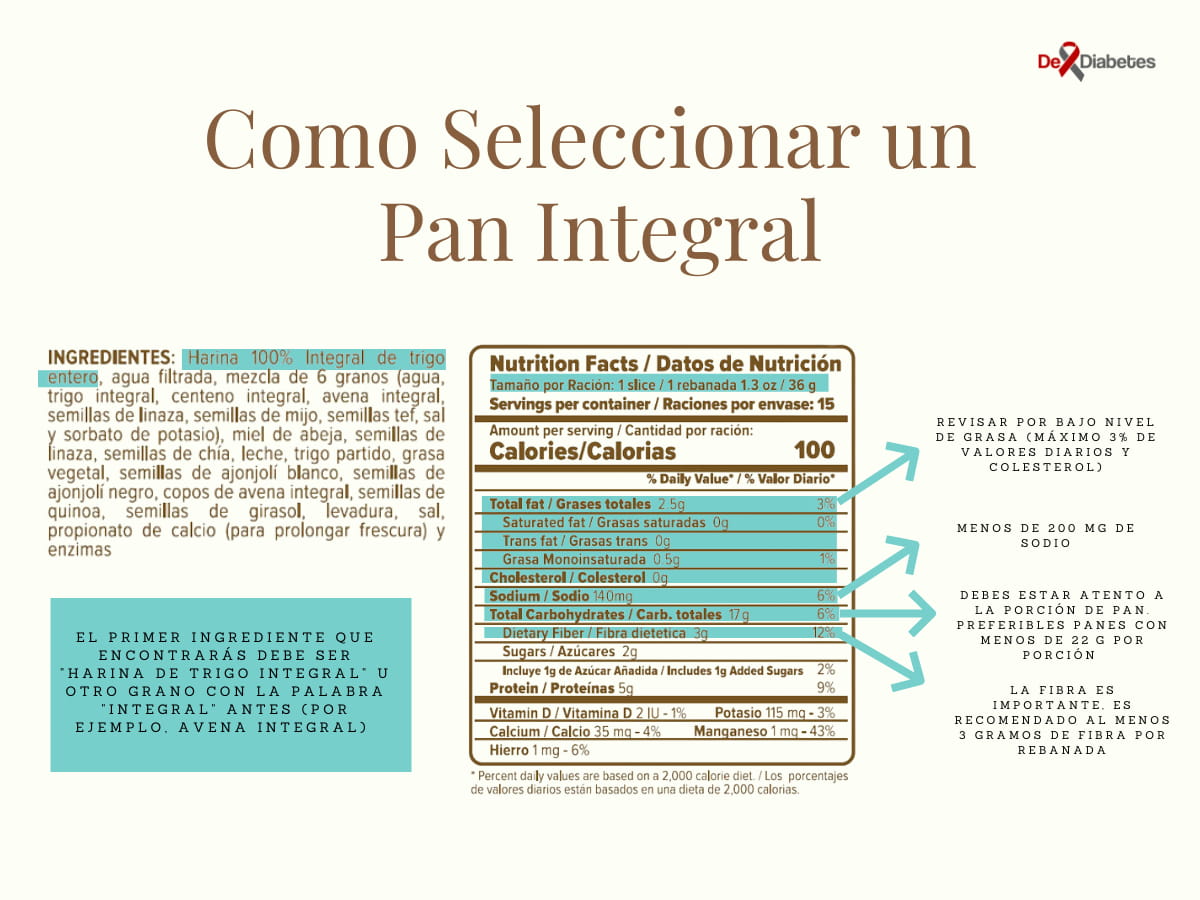 De Diabetes
Como Seleccionar un
Pan Integral
INGREDIENTES: Harina 100% Integral de trigo
entero, agua filtrada, mezcla de 6 granos (agua,
trigo integral, centeno integral, avena integral,
semillas de linaza, semillas de mijo, semillas tef, sal
y sorbato de potasio), miel de abeja, semillas de
linaza, semillas de chía, leche, trigo partido, grasa
vegetal, semillas de ajonjolí blanco, semillas de
ajonjolí negro, copos de avena integral, semillas de
quinoa, semillas de girasol, levadura, sal,
propionato de calcio (para prolongar frescura) y
enzimas
EL PRIMER INGREDIENTE QUE
ENCONTRARÁS DEBE SER
"HARINA DE TRIGO INTEGRAL" U
OTRO GRANO CON LA PALABRA
"INTEGRAL" ANTES (POR
EJEMPLO, AVENA INTEGRAL)
Nutrition Facts / Datos de Nutrición
Tamaño por Ración: 1 slice / 1 rebanada 1.3 oz / 36 g
Servings per container / Raciones por envase: 15
Amount per serving / Cantidad por ración:
Calories/Calorias 100
% Daily Value* / % Valor Diario*
Total fat / Grases totales 2.5g 3%
Saturated fat / Grasas saturadas 0g 0%
Trans fat / Grasas trans 0g
Grasa Monoinsaturada 0.5g 1%
Cholesterol / Colesterol 0g
Sodium / Sodio 140mg 6%
Total Carbohydrates / Carb. totales 17g 6%
Dietary Fiber / Fibra dietetica 3g 12%
Sugars / Azúcares 2g
Incluye 1g de Azúcar Añadida / Includes 1g Added Sugars 2%
Protein / Proteínas 5g 9%
Vitamin D / Vitamina D 2 IU - 1% Potasio 115 mg - 3%
Calcium / Calcio 35 mg - 4% Manganeso 1 mg - 43%
Hierro 1 mg - 6%
* Percent daily values are based on a 2,000 calorie diet. / Los porcentajes
de valores diarios están basados en una dieta de 2,000 calorias.
REVISAR POR BAJO NIVEL
DE GRASA (MÁXIMO 3% DE
VALORES DIARIOS Y
COLESTEROL)
MENOS DE 200 MG DE
SODIO
DEBES ESTAR ATENTO A
LA PORCIÓN DE PAN.
PREFERIBLES PANES CON
MENOS DE 22 G POR
PORCIÓN
LA FIBRA ES
IMPORTANTE, ES
RECOMENDADO AL MENOS
3 GRAMOS DE FIBRA POR
REBANADA